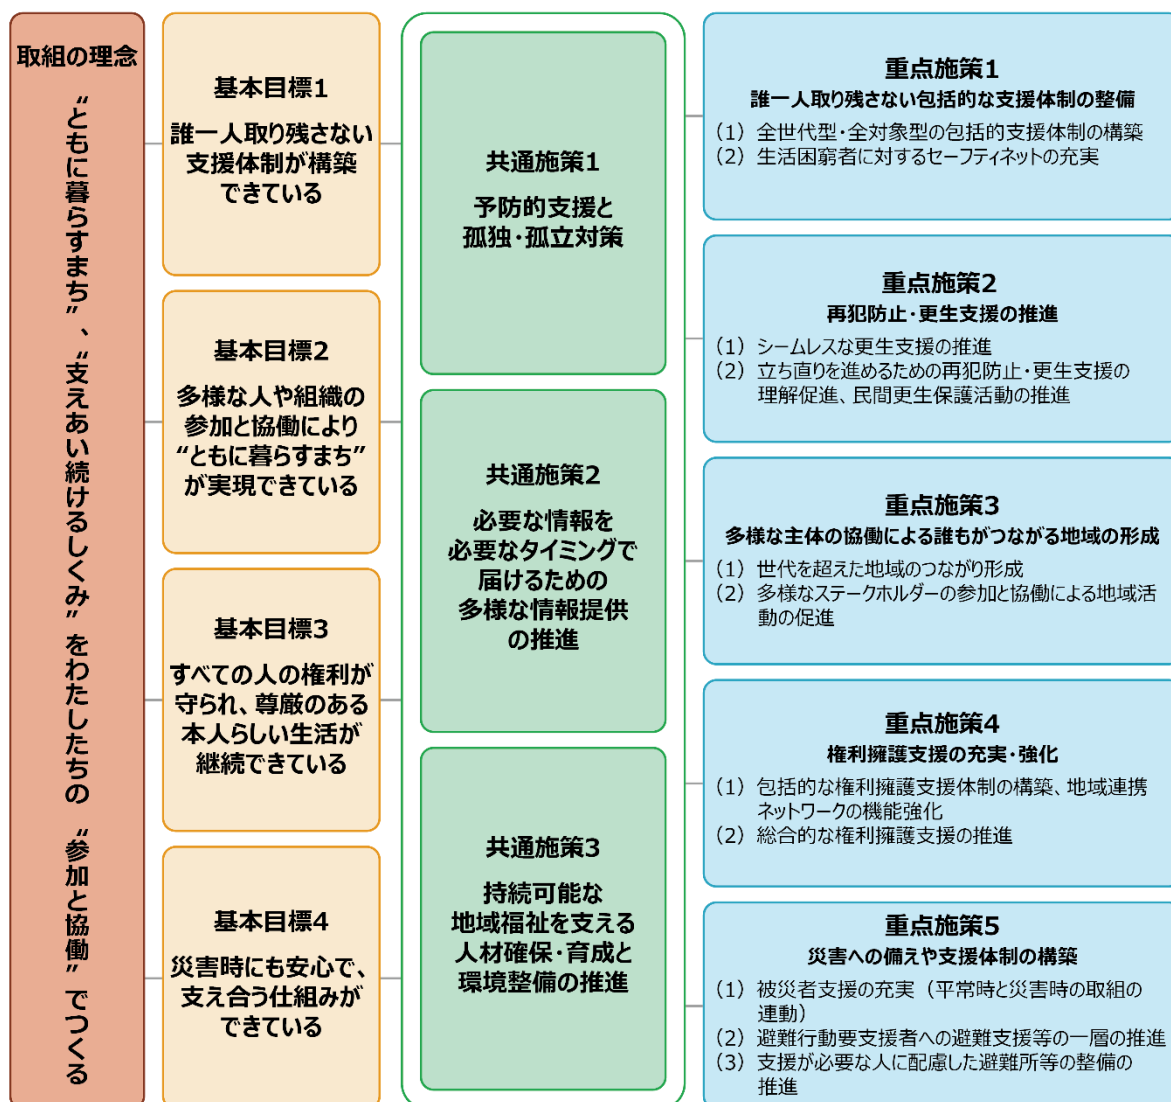 取組の理念
“ともに暮らすまち”、“支えあい続けるしくみ”をわたしたちの“参加と協働”でつくる
基本目標1
誰一人取り残さない
支援体制が構築
できている
基本目標2
多様な人や組織の
参加と協働により
“ともに暮らすまち”
が実現できている
基本目標3
すべての人の権利が
守られ、尊厳のある
本人らしい生活が
継続できている
基本目標4
災害時にも安心で、
支え合う仕組みが
できている
共通施策1
予防的支援と
孤独・孤立対策
共通施策2
必要な情報を
必要なタイミングで
届けるための
多様な情報提供
の推進
共通施策3
持続可能な
地域福祉を支える
人材確保・育成と
環境整備の推進
重点施策1
誰一人取り残さない包括的な支援体制の整備
（1）全世代型・全対象型の包括的支援体制の構築
（2）生活困窮者に対するセーフティネットの充実
重点施策2
再犯防止・更生支援の推進
（1）シームレスな更生支援の推進
（2）立ち直りを進めるための再犯防止・更生支援の
理解促進、民間更生保護活動の推進
重点施策3
多様な主体の協働による誰もがつながる地域の形成
（1）世代を超えた地域のつながり形成
（2）多様なステークホルダーの参加と協働による地域活
動の促進
重点施策4
権利擁護支援の充実・強化
（1）包括的な権利擁護支援体制の構築、地域連携
ネットワークの機能強化
（2）総合的な権利擁護支援の推進
重点施策5
災害への備えや支援体制の構築
（1）被災者支援の充実（平常時と災害時の取組の
連動）
（2）避難行動要支援者への避難支援等の一層の推進
（3）支援が必要な人に配慮した避難所等の整備の
推進